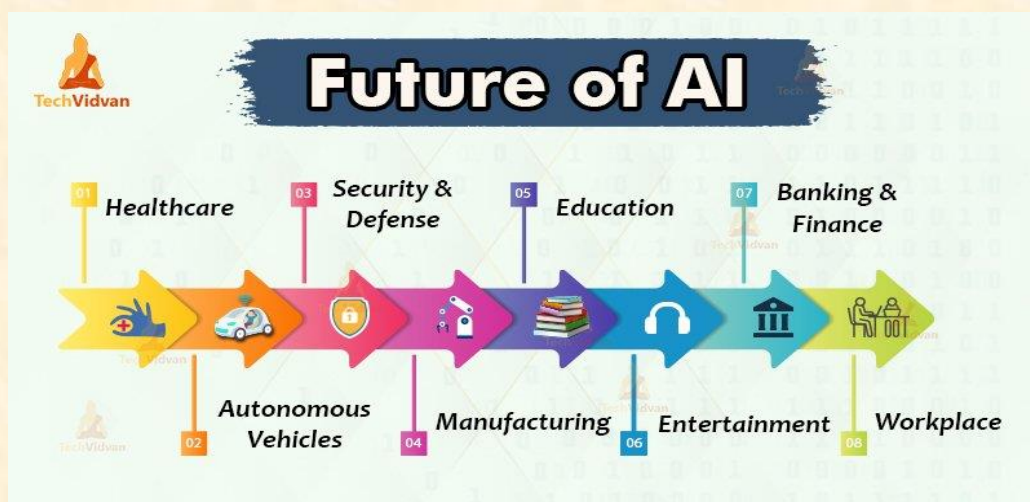 TechVidvan
Future of AI
01
Healthcare
03
Security &
Defense
05
Education
07
Banking &
Finance
02
Autonomous
Vehicles
04
Manufacturing
06
Entertainment
08
Workplace